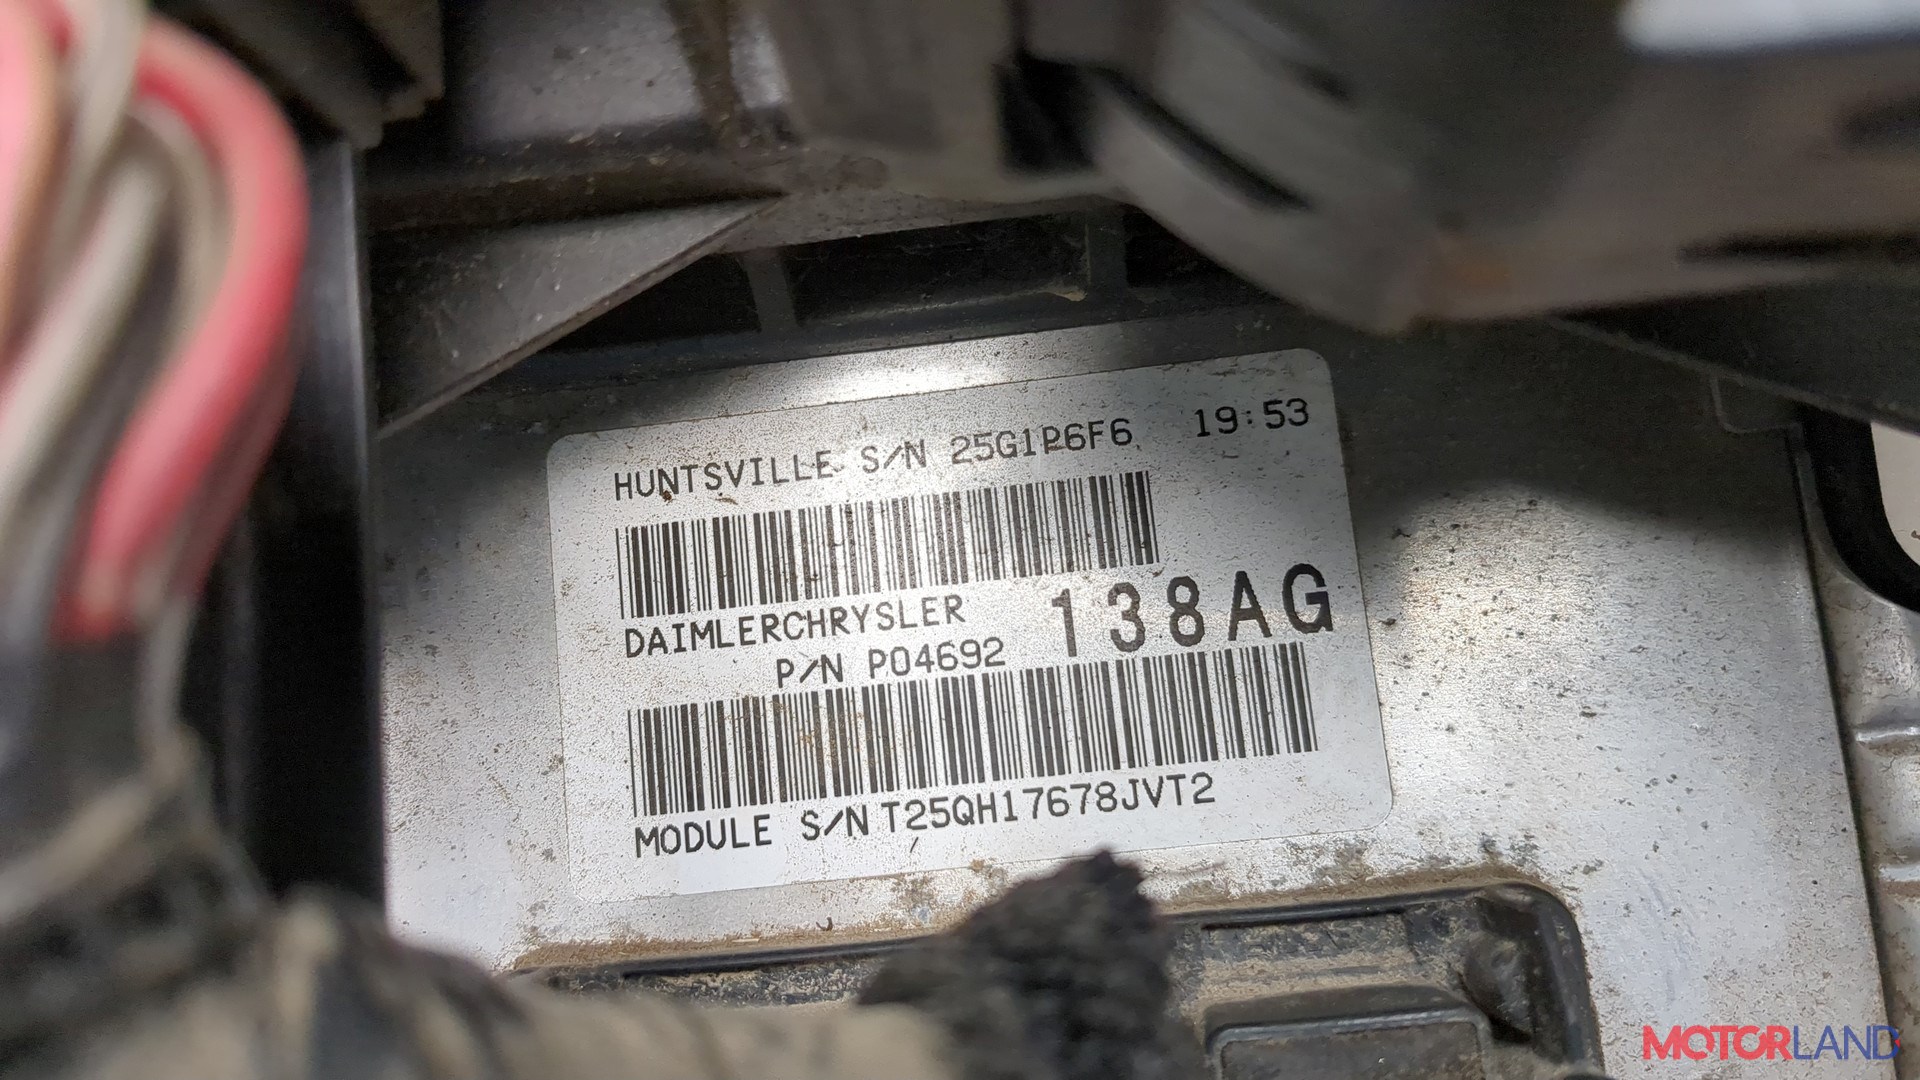 HUNTSVILLE S/N 25G1P6F6 19:53
DAIMLERCHRYSLER
P/N P04692 138AG
MODULE S/N T25QH17678JVT2
MOTORLAND